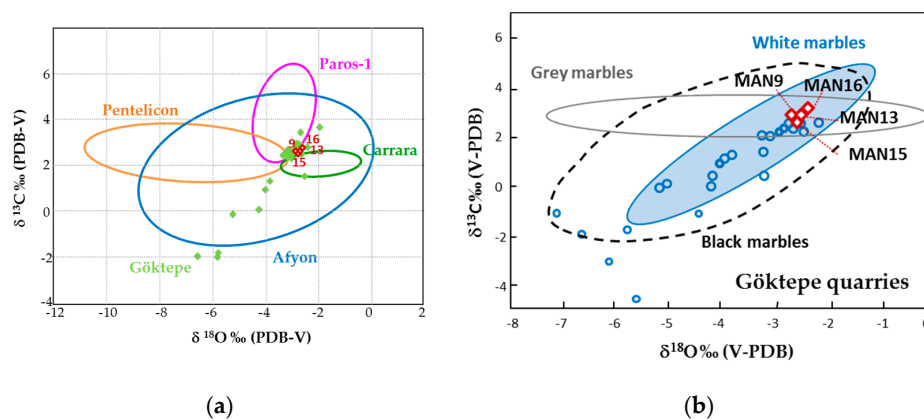 (a)
6
4
2
0
-2
-4
-12
-10
-8
-6
-4
-2
0
2
δ ¹³C ‰ (PDB-V)
δ ¹⁸O ‰ (PDB-V)
Paros-1
Pentelicon
9
16
13
15
Carrara
Göktepe
Afyon
(a)
(b)
6
4
2
0
-2
-4
-8
-7
-6
-5
-4
-3
-2
-1
δ¹³C‰ (V-PDB)
δ¹⁸O‰ (V-PDB)
White marbles
Grey marbles
MAN9
MAN16
MAN13
MAN15
Black marbles
Göktepe quarries
(b)